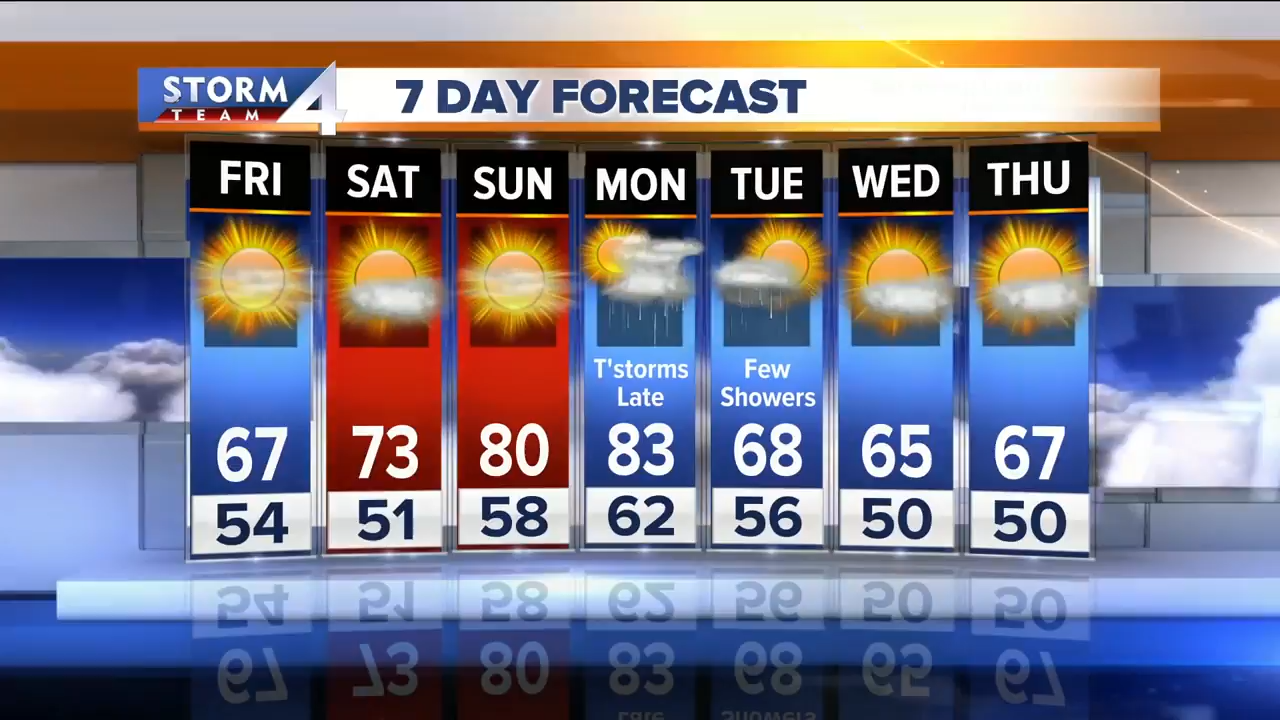 STORM
TEAM 4
7 DAY FORECAST
FRI SAT SUN MON TUE WED THU
T'storms Few
Late Showers
67 73 80 83 68 65 67
54 51 58 62 56 50 50